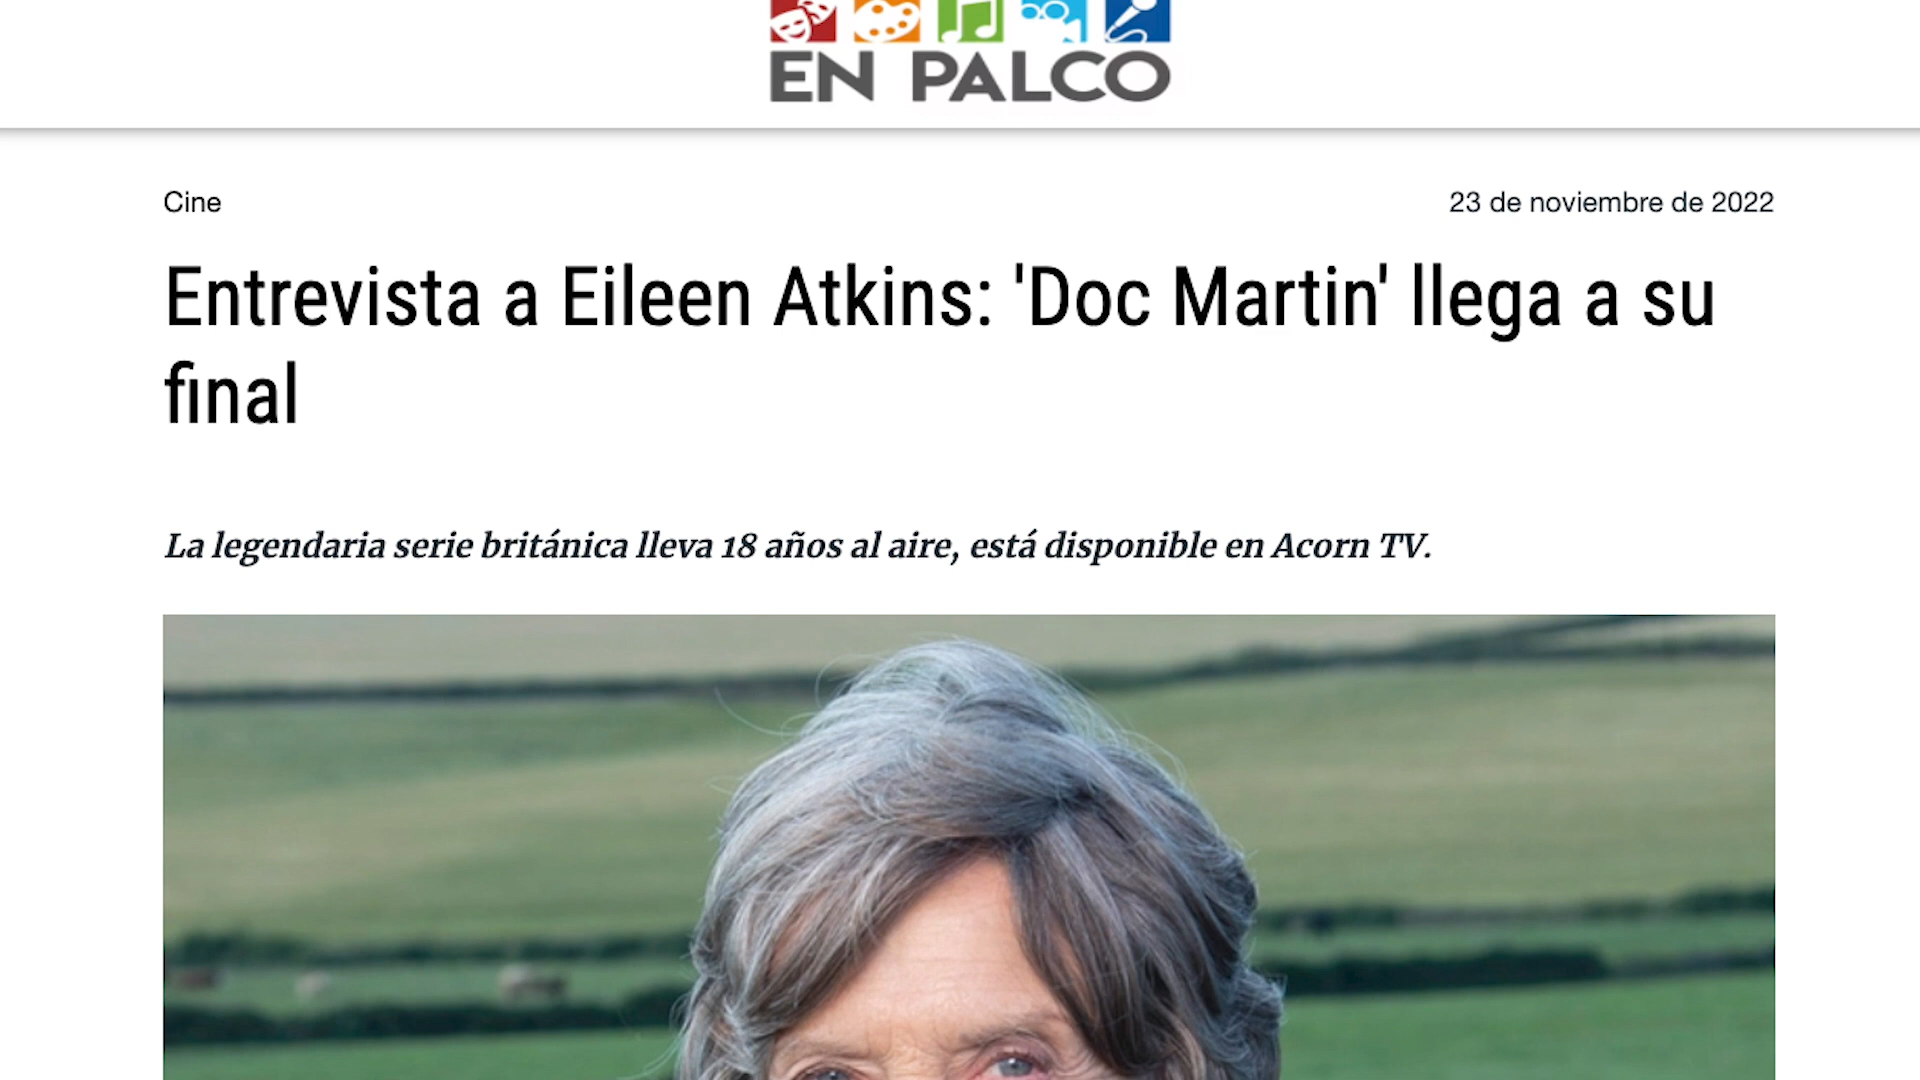 EN PALCO
Cine
23 de noviembre de 2022
Entrevista a Eileen Atkins: 'Doc Martin' llega a su
final
La legendaria serie británica lleva 18 años al aire, está disponible en Acorn TV.